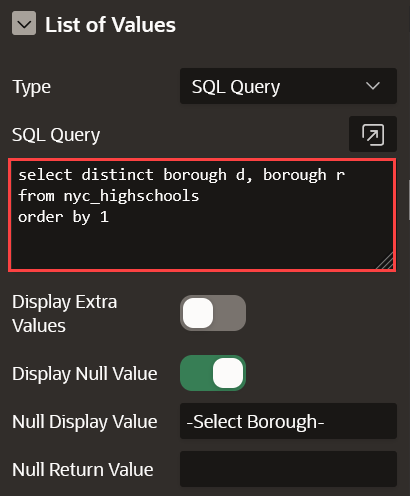 List of Values
Type
SQL Query
SQL Query
select distinct borough d, borough r
from nyc_highschools
order by 1
Display Extra
Values
Display Null Value
Null Display Value
-Select Borough-
Null Return Value